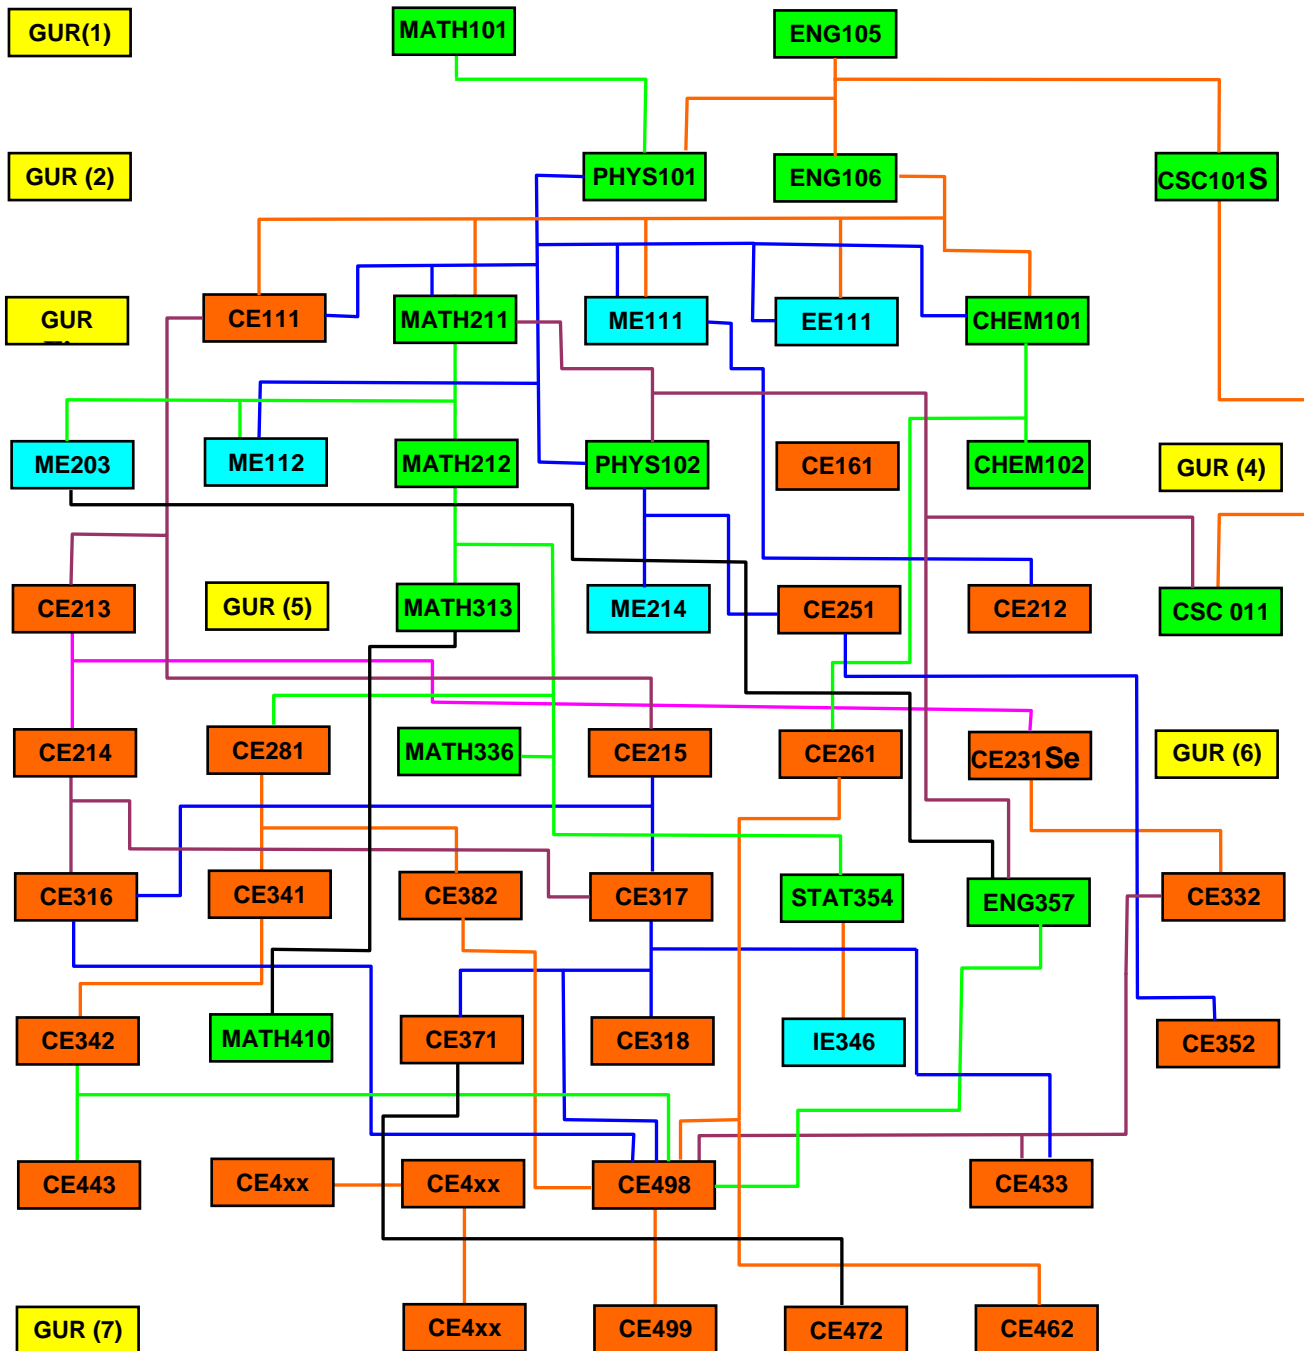 GUR(1)
MATH101
ENG105
GUR (2)
PHYS101
ENG106
CSC101S
GUR
CE111
MATH211
ME111
EE111
CHEM101
ME203
ME112
MATH212
PHYS102
CE161
CHEM102
GUR (4)
CE213
GUR (5)
MATH313
ME214
CE251
CE212
CSC 011
CE214
CE281
MATH336
CE215
CE261
CE231Se
GUR (6)
CE316
CE341
CE382
CE317
STAT354
ENG357
CE332
CE342
MATH410
CE371
CE318
IE346
CE352
CE443
CE4xx
CE4xx
CE498
CE433
GUR (7)
CE4xx
CE499
CE472
CE462